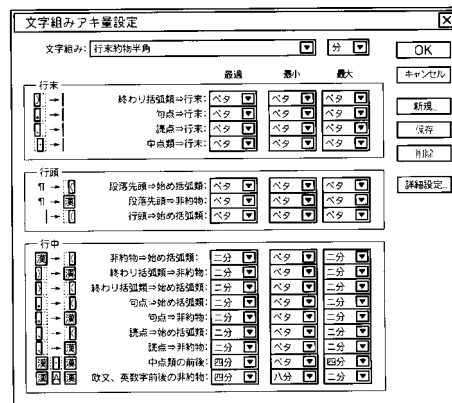 文字組みアキ量設定
文字組み: 行末約物半角 分
OK
キャンセル
新規...
保存
削除
詳細設定...
最適 最小 最大
行末
終わり括弧類⇒行末: ベタ ベタ ベタ
句点⇒行末: ベタ ベタ ベタ
読点⇒行末: ベタ ベタ ベタ
中点類⇒行末: ベタ ベタ ベタ
行頭
¶ → 段落先頭⇒始め括弧類: ベタ ベタ ベタ
¶ → 漢 段落先頭⇒非約物: ベタ ベタ ベタ
行頭⇒始め括弧類: ベタ ベタ ベタ
行中
漢 → 非約物⇒始め括弧類: 二分 ベタ 二分
→ 漢 終わり括弧類⇒非約物: 二分 ベタ 二分
終わり括弧類⇒始め括弧類: 二分 ベタ 二分
句点⇒始め括弧類: 二分 ベタ 二分
→ 漢 句点⇒非約物: 二分 ベタ 二分
読点⇒始め括弧類: 二分 ベタ 二分
→ 漢 読点⇒非約物: 二分 ベタ 二分
漢 漢 中点類の前後: 四分 ベタ 四分
漢 A 漢 欧文、英数字前後の非約物: 四分 八分 二分